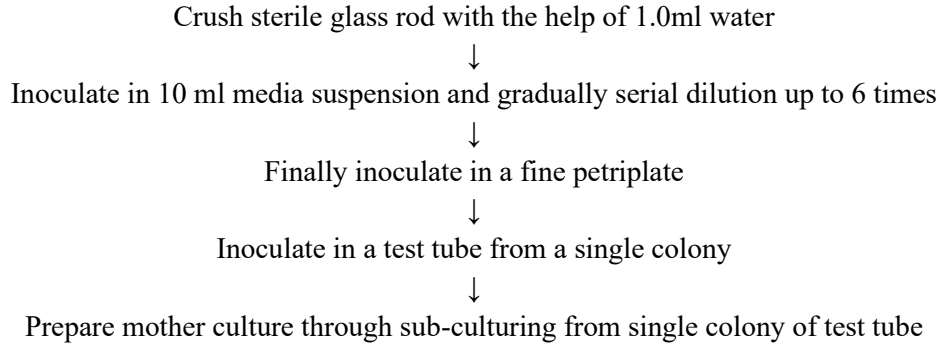 Crush sterile glass rod with the help of 1.0ml water
↓
Inoculate in 10 ml media suspension and gradually serial dilution up to 6 times
↓
Finally inoculate in a fine petriplate
↓
Inoculate in a test tube from a single colony
↓
Prepare mother culture through sub-culturing from single colony of test tube